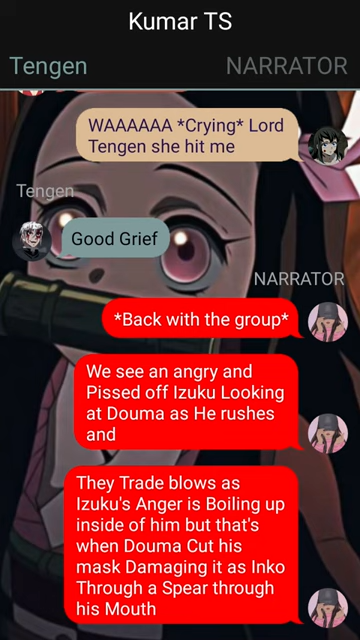 Kumar TS
Tengen
NARRATOR
WAAAAAA *Crying* Lord
Tengen she hit me
Tengen
Good Grief
NARRATOR
*Back with the group*
We see an angry and
Pissed off Izuku Looking
at Douma as He rushes
and
They Trade blows as
Izuku's Anger is Boiling up
inside of him but that's
when Douma Cut his
mask Damaging it as Inko
Through a Spear through
his Mouth